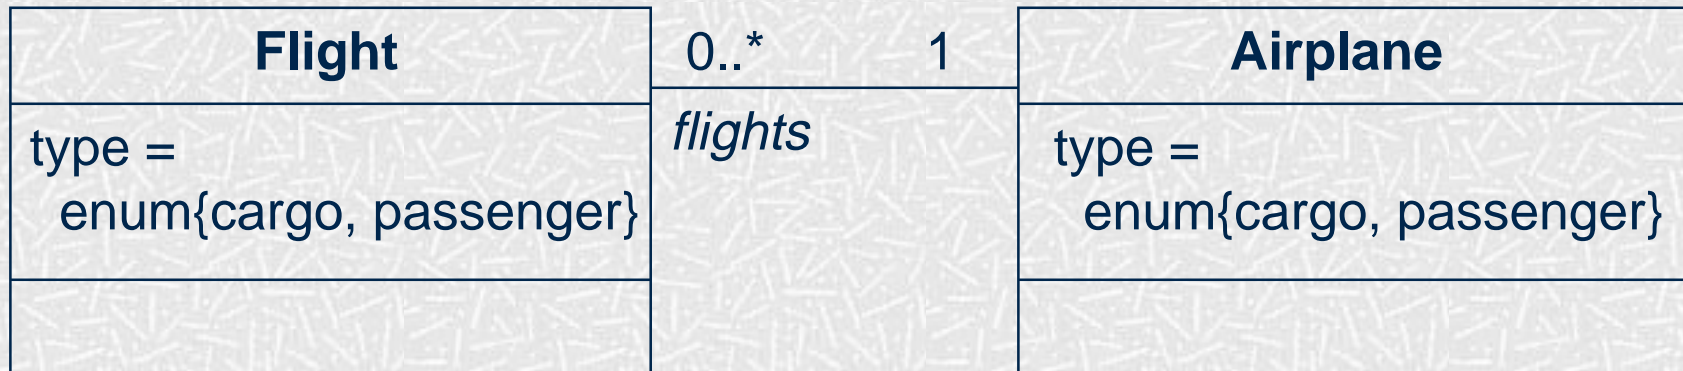 Flight
type =
enum{cargo, passenger}
0..* 1
flights
Airplane
type =
enum{cargo, passenger}